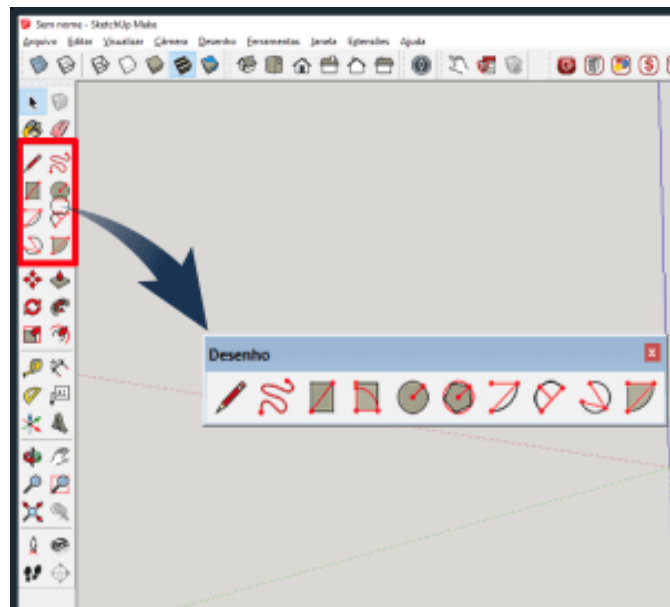 Sem nome - SketchUp Make
Arquivo Editar Visualizar Câmera Desenho Ferramentas Janela Extensões Ajuda
Desenho